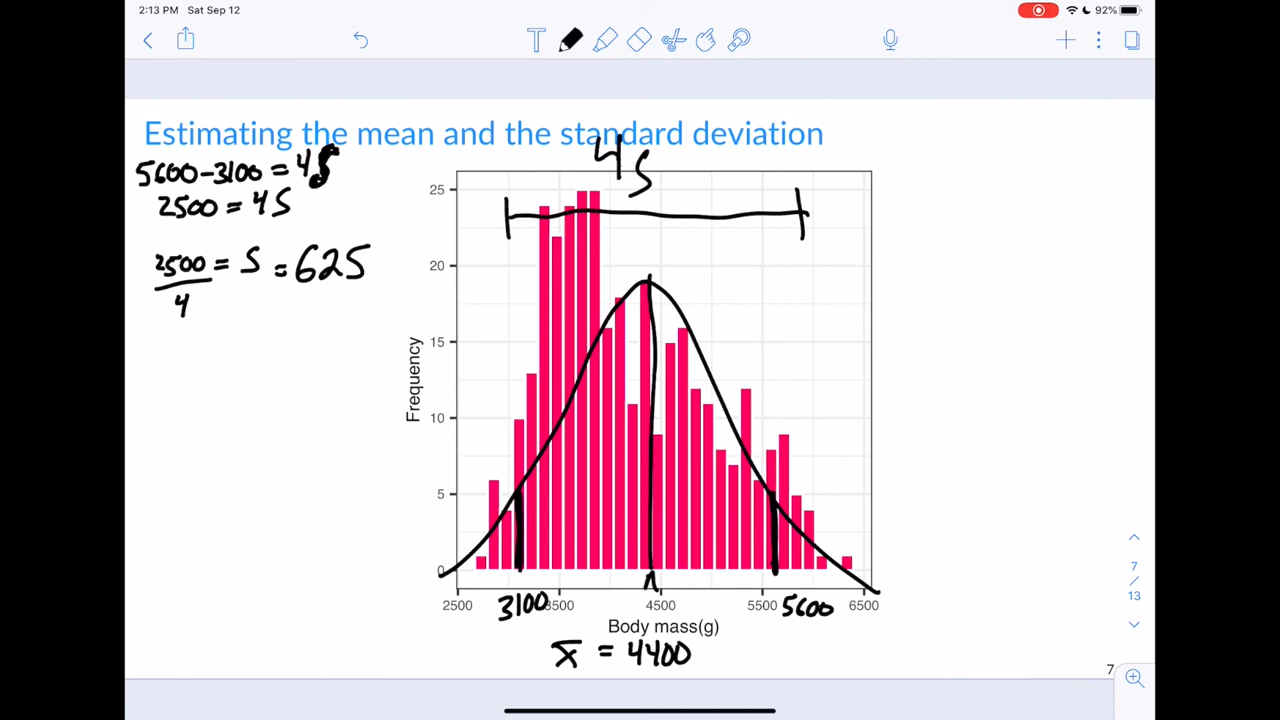 2:13 PM Sat Sep 12
92%
Estimating the mean and the standard deviation
5600-3100 = 4S
2500 = 4S
2500/4 = S = 625
4S
25
20
15
10
5
0
Frequency
2500 3100 3500 4500 5500 5600 6500
Body mass(g)
x̄ = 4400
7
/
13
7